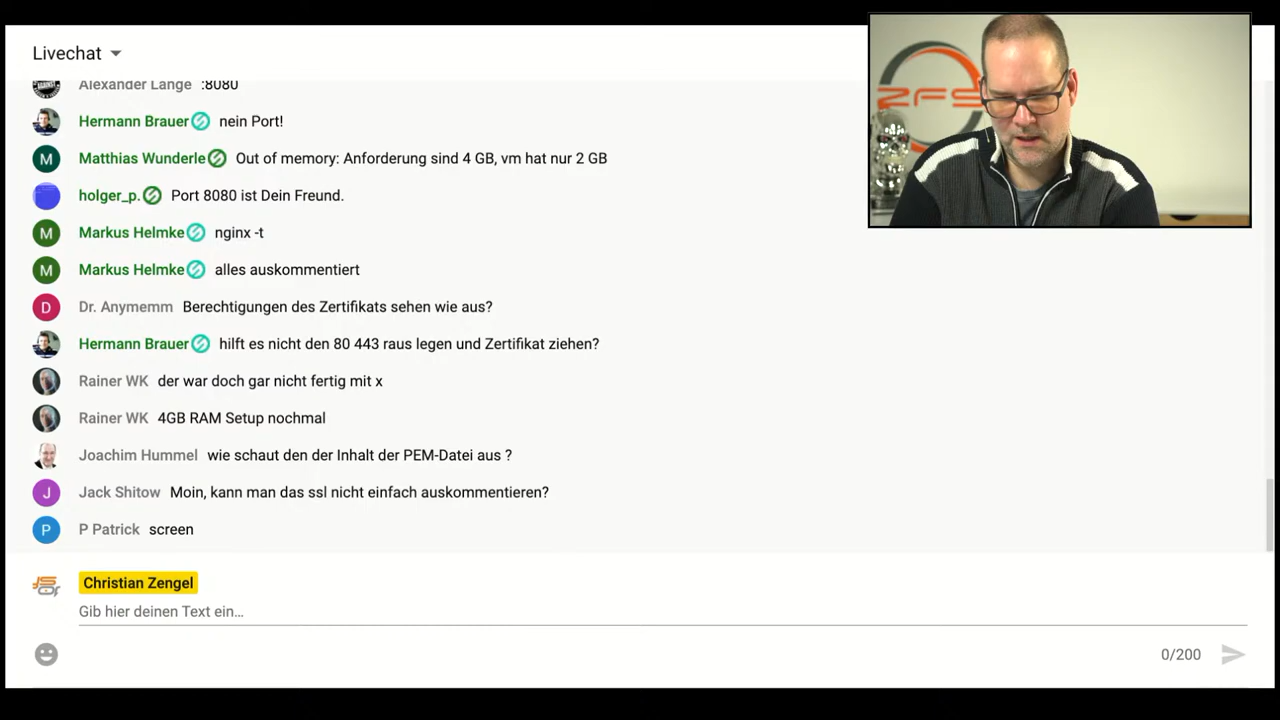 Livechat
Alexander Lange :8080
Hermann Brauer nein Port!
M Matthias Wunderle Out of memory: Anforderung sind 4 GB, vm hat nur 2 GB
holger_p. Port 8080 ist Dein Freund.
M Markus Helmke nginx -t
M Markus Helmke alles auskommentiert
D Dr. Anymemm Berechtigungen des Zertifikats sehen wie aus?
Hermann Brauer hilft es nicht den 80 443 raus legen und Zertifikat ziehen?
Rainer WK der war doch gar nicht fertig mit x
Rainer WK 4GB RAM Setup nochmal
Joachim Hummel wie schaut den der Inhalt der PEM-Datei aus ?
J Jack Shitow Moin, kann man das ssl nicht einfach auskommentieren?
P P Patrick screen
Christian Zengel
Gib hier deinen Text ein...
0/200
ZFS